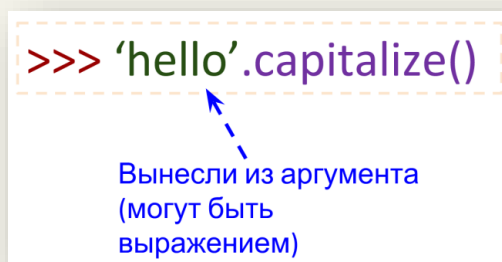 >>> ‘hello’.capitalize()
Вынесли из аргумента
(могут быть
выражением)